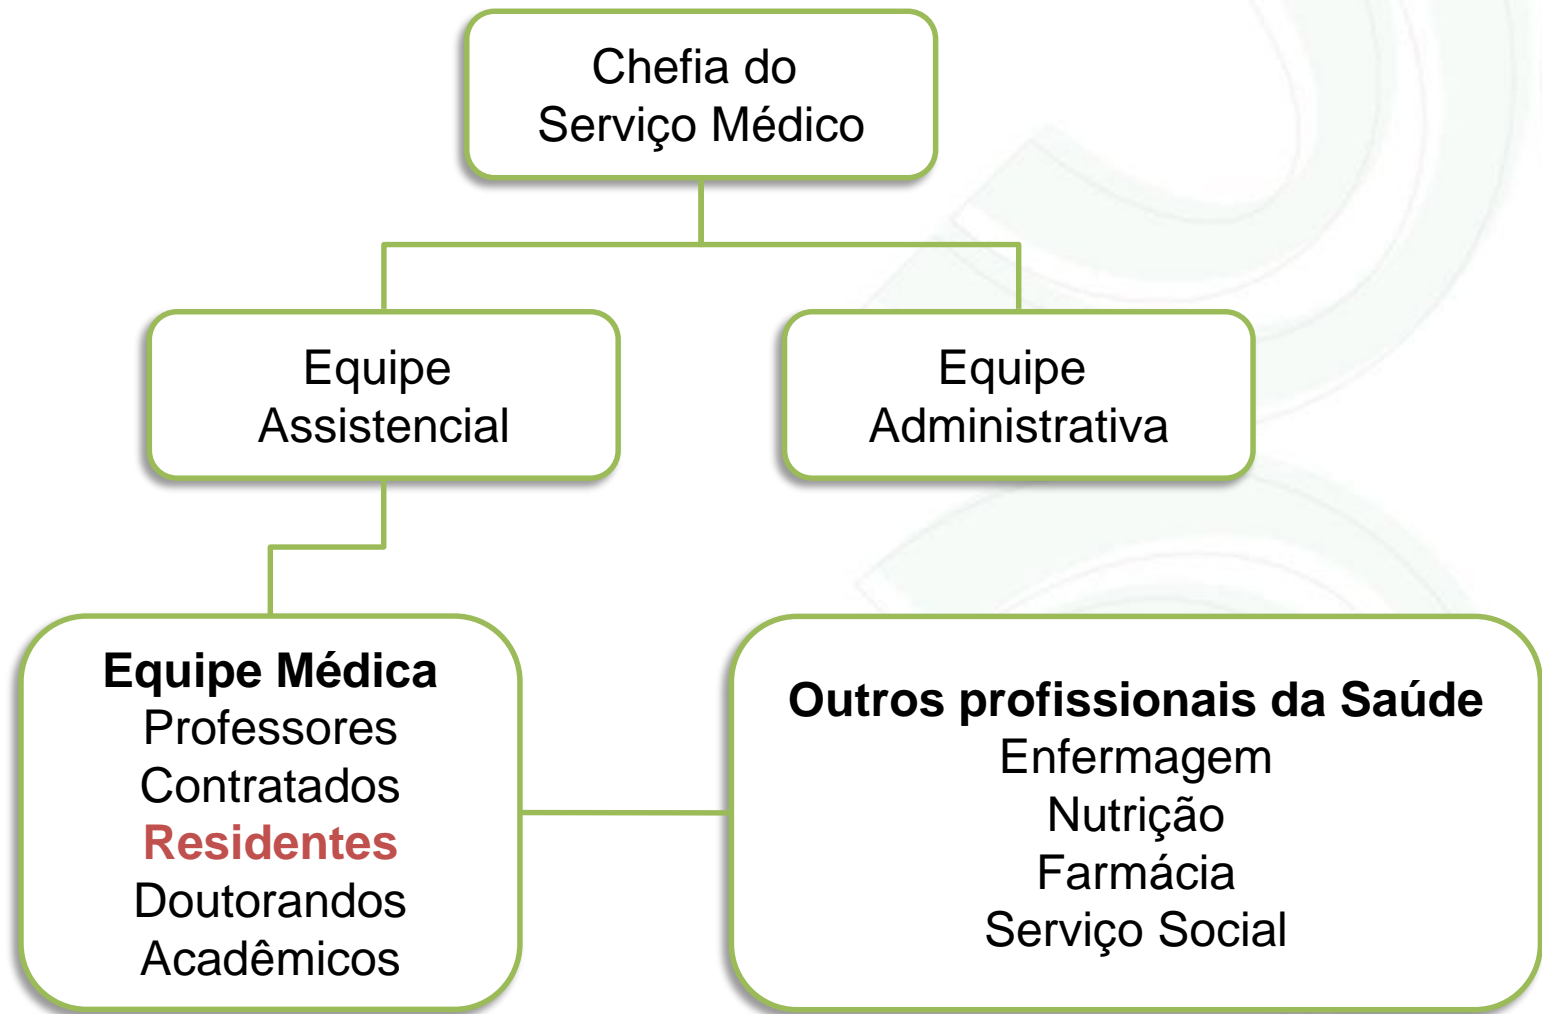 Chefia do
Serviço Médico
Equipe
Assistencial
Equipe
Administrativa
Equipe Médica
Professores
Contratados
Residentes
Doutorandos
Acadêmicos
Outros profissionais da Saúde
Enfermagem
Nutrição
Farmácia
Serviço Social